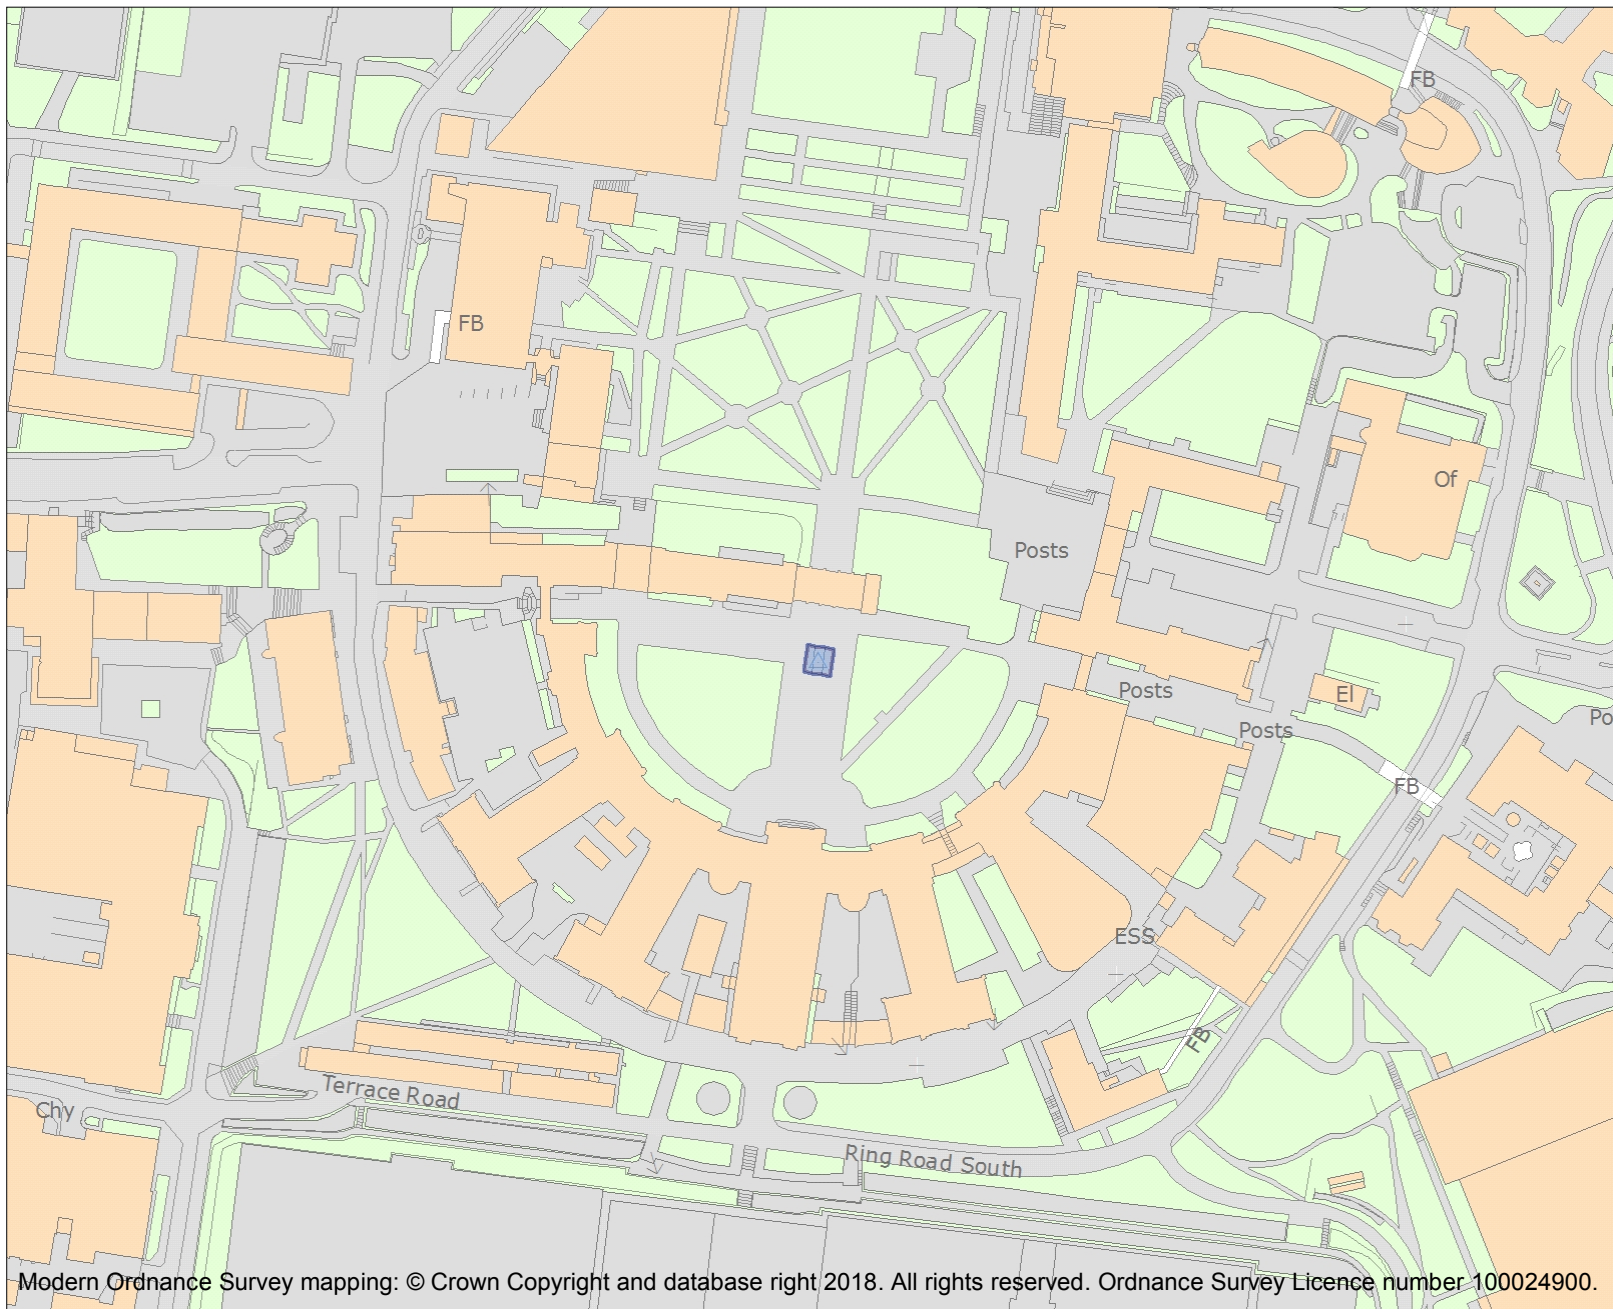 FB
FB
Of
Posts
Posts
El
Posts
Po
FB
ESS
FB
Terrace Road
Chy
Ring Road South
Modern Ordnance Survey mapping: © Crown Copyright and database right 2018. All rights reserved. Ordnance Survey Licence number 100024900.